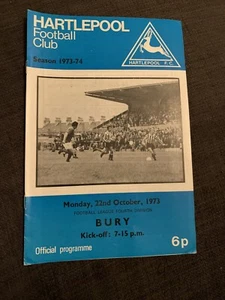 HARTLEPOOL
Football
Club
Season 1973-74
HARTLEPOOL F.C.
Monday, 22nd October, 1973
FOOTBALL LEAGUE FOURTH DIVISION
BURY
Kick-off: 7-15 p.m.
Official programme
6p